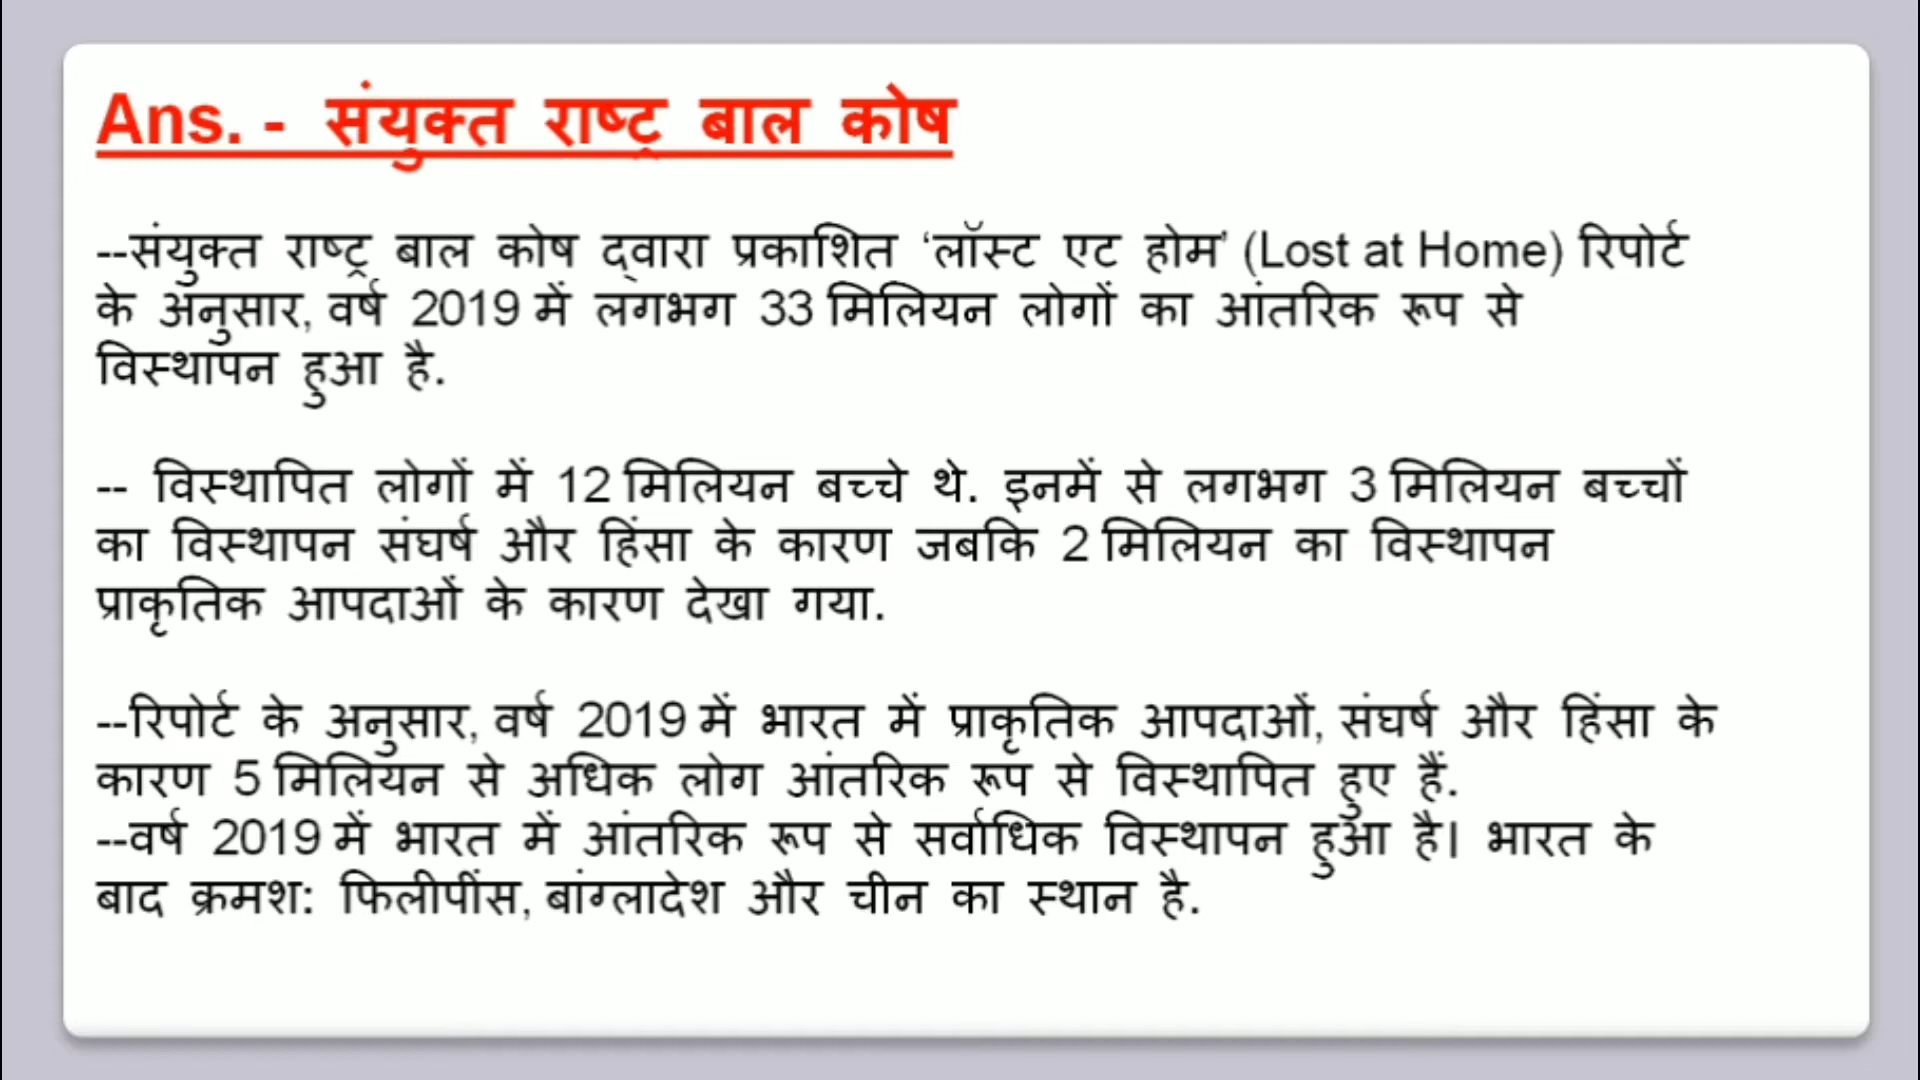 Ans. - संयुक्त राष्ट्र बाल कोष
--संयुक्त राष्ट्र बाल कोष द्वारा प्रकाशित ‘लॉस्ट एट होम’ (Lost at Home) रिपोर्ट
के अनुसार, वर्ष 2019 में लगभग 33 मिलियन लोगों का आंतरिक रूप से
विस्थापन हुआ है.
-- विस्थापित लोगों में 12 मिलियन बच्चे थे. इनमें से लगभग 3 मिलियन बच्चों
का विस्थापन संघर्ष और हिंसा के कारण जबकि 2 मिलियन का विस्थापन
प्राकृतिक आपदाओं के कारण देखा गया.
--रिपोर्ट के अनुसार, वर्ष 2019 में भारत में प्राकृतिक आपदाओं, संघर्ष और हिंसा के
कारण 5 मिलियन से अधिक लोग आंतरिक रूप से विस्थापित हुए हैं.
--वर्ष 2019 में भारत में आंतरिक रूप से सर्वाधिक विस्थापन हुआ है। भारत के
बाद क्रमश: फिलीपींस, बांग्लादेश और चीन का स्थान है.